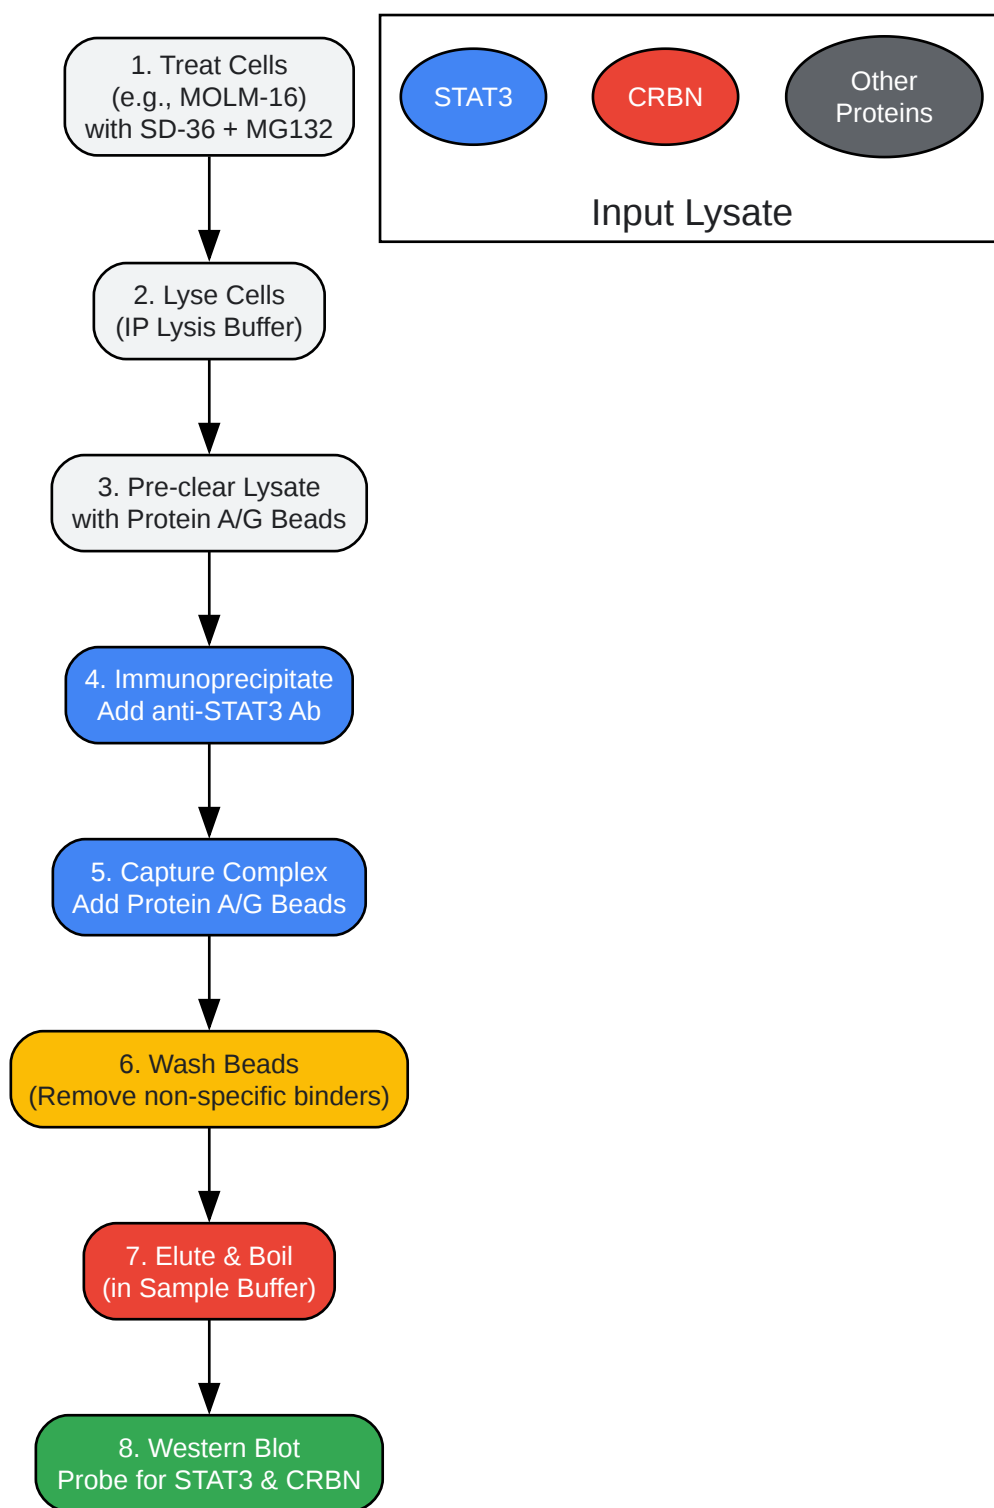 1. Treat Cells
(e.g., MOLM-16)
with SD-36 + MG132
STAT3
CRBN
Other
Proteins
Input Lysate
2. Lyse Cells
(IP Lysis Buffer)
3. Pre-clear Lysate
with Protein A/G Beads
4. Immunoprecipitate
Add anti-STAT3 Ab
5. Capture Complex
Add Protein A/G Beads
6. Wash Beads
(Remove non-specific binders)
7. Elute & Boil
(in Sample Buffer)
8. Western Blot
Probe for STAT3 & CRBN